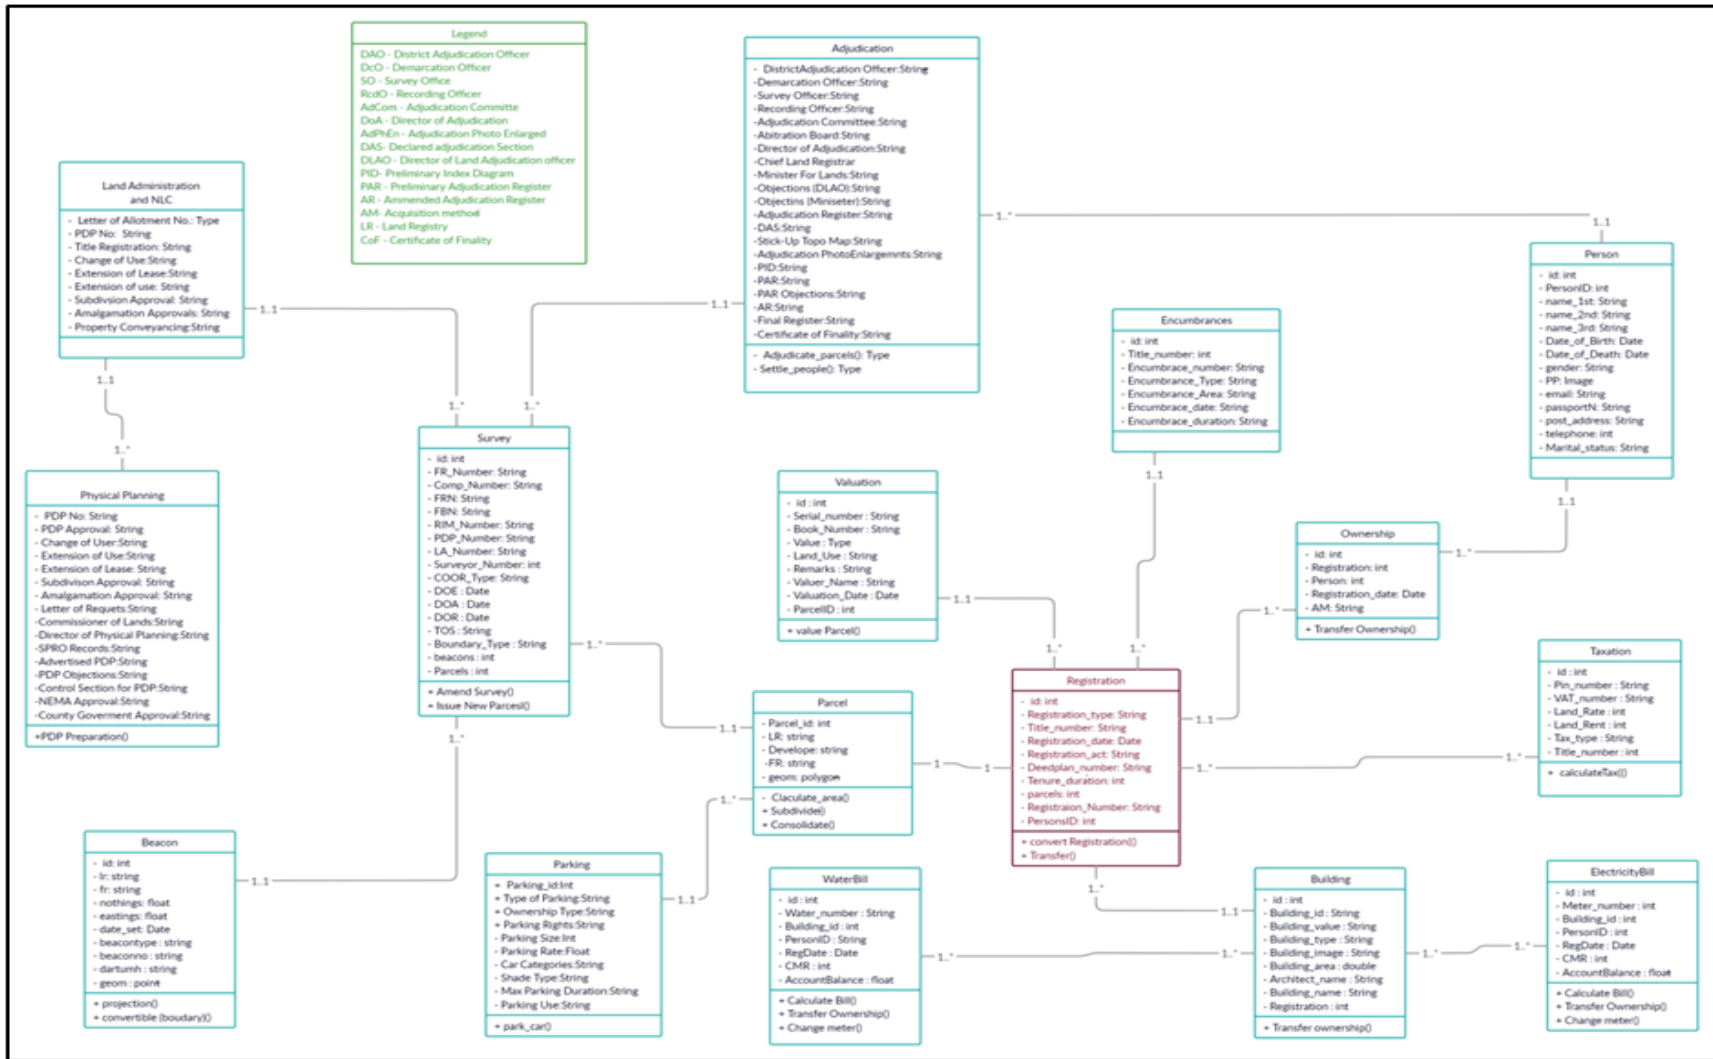 Legend
DAO - District Adjudication Officer
DcO - Demarcation Officer
SO - Survey Office
RcdO - Recording Officer
AdCom - Adjudication Committe
DoA - Director of Adjudication
AdPhEn - Adjudication Photo Enlarged
DAS- Declared adjudication Section
DLAO - Director of Land Adjudication officer
PID- Preliminary Index Diagram
PAR - Preliminary Adjudication Register
AR - Ammended Adjudication Register
AM- Acquisition method
LR - Land Registry
CoF - Certificate of Finality
Adjudication
- DistrictAdjudication Officer:String
-Demarcation Officer:String
-Survey Officer:String
-Recording Officer:String
-Adjudication Committee:String
-Abitration Board:String
-Director of Adjudication:String
-Chief Land Registrar
-Minister For Lands:String
-Objections (DLAO):String
-Objectins (Miniseter):String
-Adjudication Register:String
-DAS:String
-Stick-Up Topo Map:String
-Adjudication PhotoEnlargemnts:String
-PID:String
-PAR:String
-PAR Objections:String
-AR:String
-Final Register:String
-Certificate of Finality:String
- Adjudicate_parcels(): Type
- Settle_people(): Type
1..*
1..1
1..1
Land Administration
and NLC
- Letter of Allotment No.: Type
- PDP No: String
- Title Registration: String
- Change of Use:String
- Extension of Lease:String
- Extension of use: String
- Subdivsion Approval: String
- Amalgamation Approvals: String
- Property Conveyancing:String
1..1
1..1
1..*
1..*
1..*
Person
- id: int
- PersonID: int
- name_1st: String
- name_2nd: String
- name_3rd: String
- Date_of_Birth: Date
- Date_of_Death: Date
- gender: String
- PP: Image
- email: String
- passportN: String
- post_address: String
- telephone: int
- Marital_status: String
1..1
Encumbrances
- id: int
- Title_number: int
- Encumbrace_number: String
- Encumbrance_Type: String
- Encumbrance_Area: String
- Encumbrace_date: String
- Encumbrace_duration: String
1..1
Physical Planning
- PDP No: String
- PDP Approval: String
- Change of User:String
- Extension of Use:String
- Extension of Lease: String
- Subdivison Approval: String
- Amalgamation Approval: String
- Letter of Requets:String
-Commissioner of Lands:String
-Director of Physical Planning:String
-SPRO Records:String
-Advertised PDP:String
-PDP Objections:String
-Control Section for PDP:String
-NEMA Approval:String
-County Goverment Approval:String
+PDP Preparation()
Survey
- id: int
- FR_Number: String
- Comp_Number: String
- FRN: String
- FBN: String
- RIM_Number: String
- PDP_Number: String
- LA_Number: String
- Surveyor_Number: int
- COOR_Type: String
- DOE : Date
- DOA : Date
- DOR : Date
- TOS : String
- Boundary_Type : String
- beacons : int
- Parcels : int
+ Amend Survey()
+ Issue New Parcesl()
1..*
1..*
Valuation
- id : int
- Serial_number : String
- Book_Number : String
- Value : Type
- Land_Use : String
- Remarks : String
- Valuer_Name : String
- Valuation_Date : Date
- ParcelID : int
+ value Parcel()
1..1
1..*
1..*
Ownership
- id: int
- Registration: int
- Person: int
- Registration_date: Date
- AM: String
+ Transfer Ownership()
1..*
1..*
Taxation
- id : int
- Pin_number : String
- VAT_number : String
- Land_Rate : int
- Land_Rent : int
- Tax_type : String
- Title_number : int
+ calculateTax(()
1..*
Parcel
- Parcel_id: int
- LR: string
- Develope: string
-FR: string
- geom: polygon
- Claculate_area()
+ Subdivide()
+ Consolidate()
1..1
1..*
1
1
Registration
- id: int
- Registration_type: String
- Title_number: String
- Registration_date: Date
- Registration_act: String
- Deedplan_number: String
- Tenure_duration: int
- parcels: int
- Registraion_Number: String
- PersonsID: int
+ convert Registration(()
+ Transfer()
1..1
1..*
1..*
Beacon
- id: int
- lr: string
- fr: string
- nothings: float
- eastings: float
- date_set: Date
- beacontype : string
- beaconno : string
- dartumh : string
- geom : point
+ projection()
+ convertible (boudary)()
1..1
Parking
+ Parking_id:Int
+ Type of Parking:String
+ Ownership Type:String
+ Parking Rights:String
- Parking Size:Int
- Parking Rate:Float
- Car Categories:String
- Shade Type:String
- Max Parking Duration:String
- Parking Use:String
+ park_car()
1..1
WaterBill
- id : int
- Water_number : String
- Building_id : int
- PersonID : String
- RegDate : Date
- CMR : int
- AccountBalance : float
+ Calculate Bill()
+ Transfer Ownership()
+ Change meter()
1..*
1..*
1..1
Building
- id : int
- Building_id : String
- Building_value : String
- Building_type : String
- Building_image : String
- Building_area : double
- Architect_name : String
- Building_name : String
- Registration : int
+ Transfer ownership()
1..*
1..*
ElectricityBill
- id : int
- Meter_number : int
- Building_id : int
- PersonID : int
- RegDate : Date
- CMR : int
- AccountBalance : float
+ Calculate Bill()
+ Transfer Ownership()
+ Change meter()